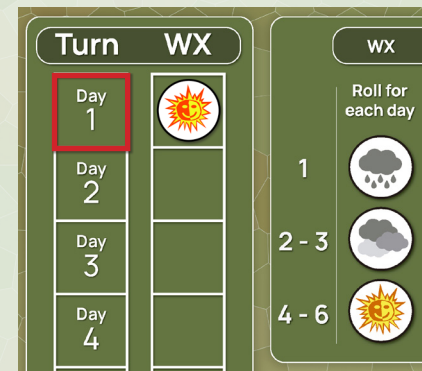 Turn WX
Day
1
Day
2
Day
3
Day
4
WX
Roll for
each day
1
2 - 3
4 - 6